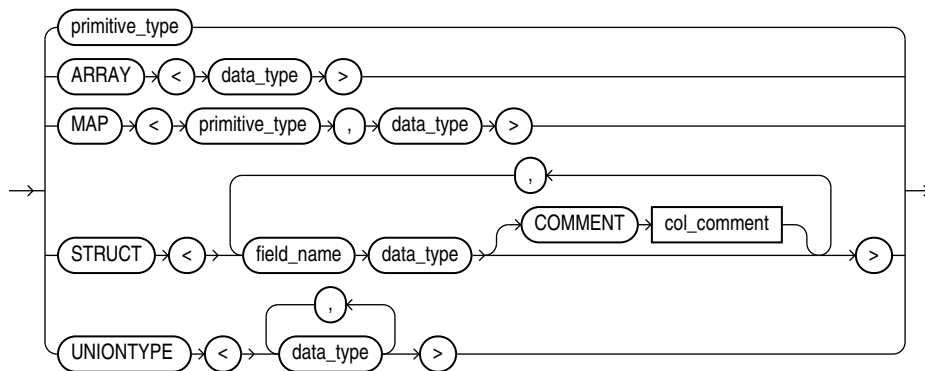 primitive_type
ARRAY < data_type >
MAP < primitive_type , data_type >
,
COMMENT col_comment
STRUCT < field_name data_type >
,
UNIONTYPE < data_type >